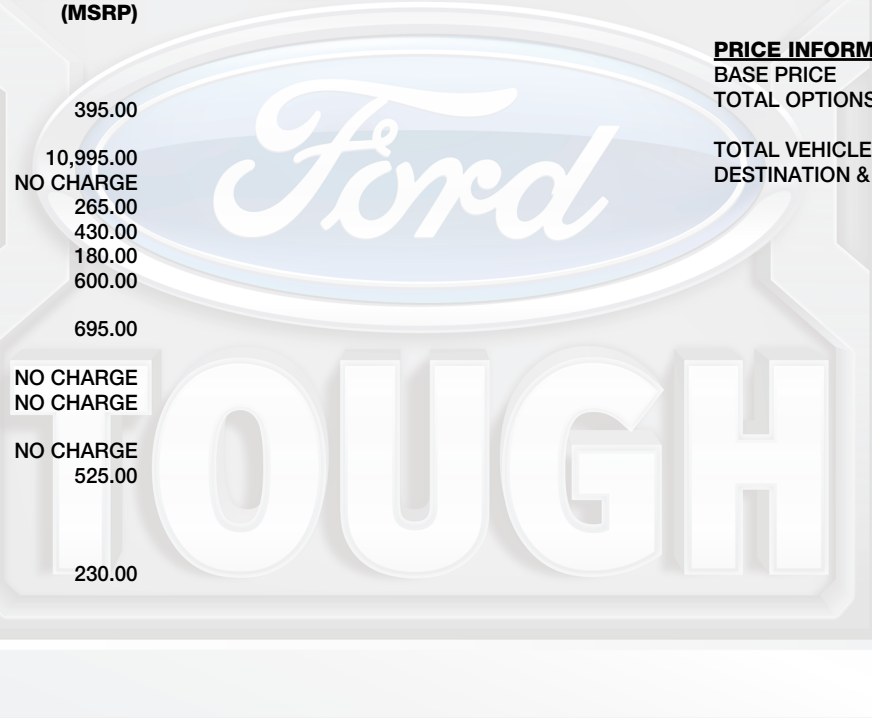 (MSRP)
395.00
10,995.00
NO CHARGE
265.00
430.00
180.00
600.00
695.00
NO CHARGE
NO CHARGE
NO CHARGE
525.00
230.00
PRICE INFORM
BASE PRICE
TOTAL OPTIONS
TOTAL VEHICLE
DESTINATION &
Ford
TOUGH